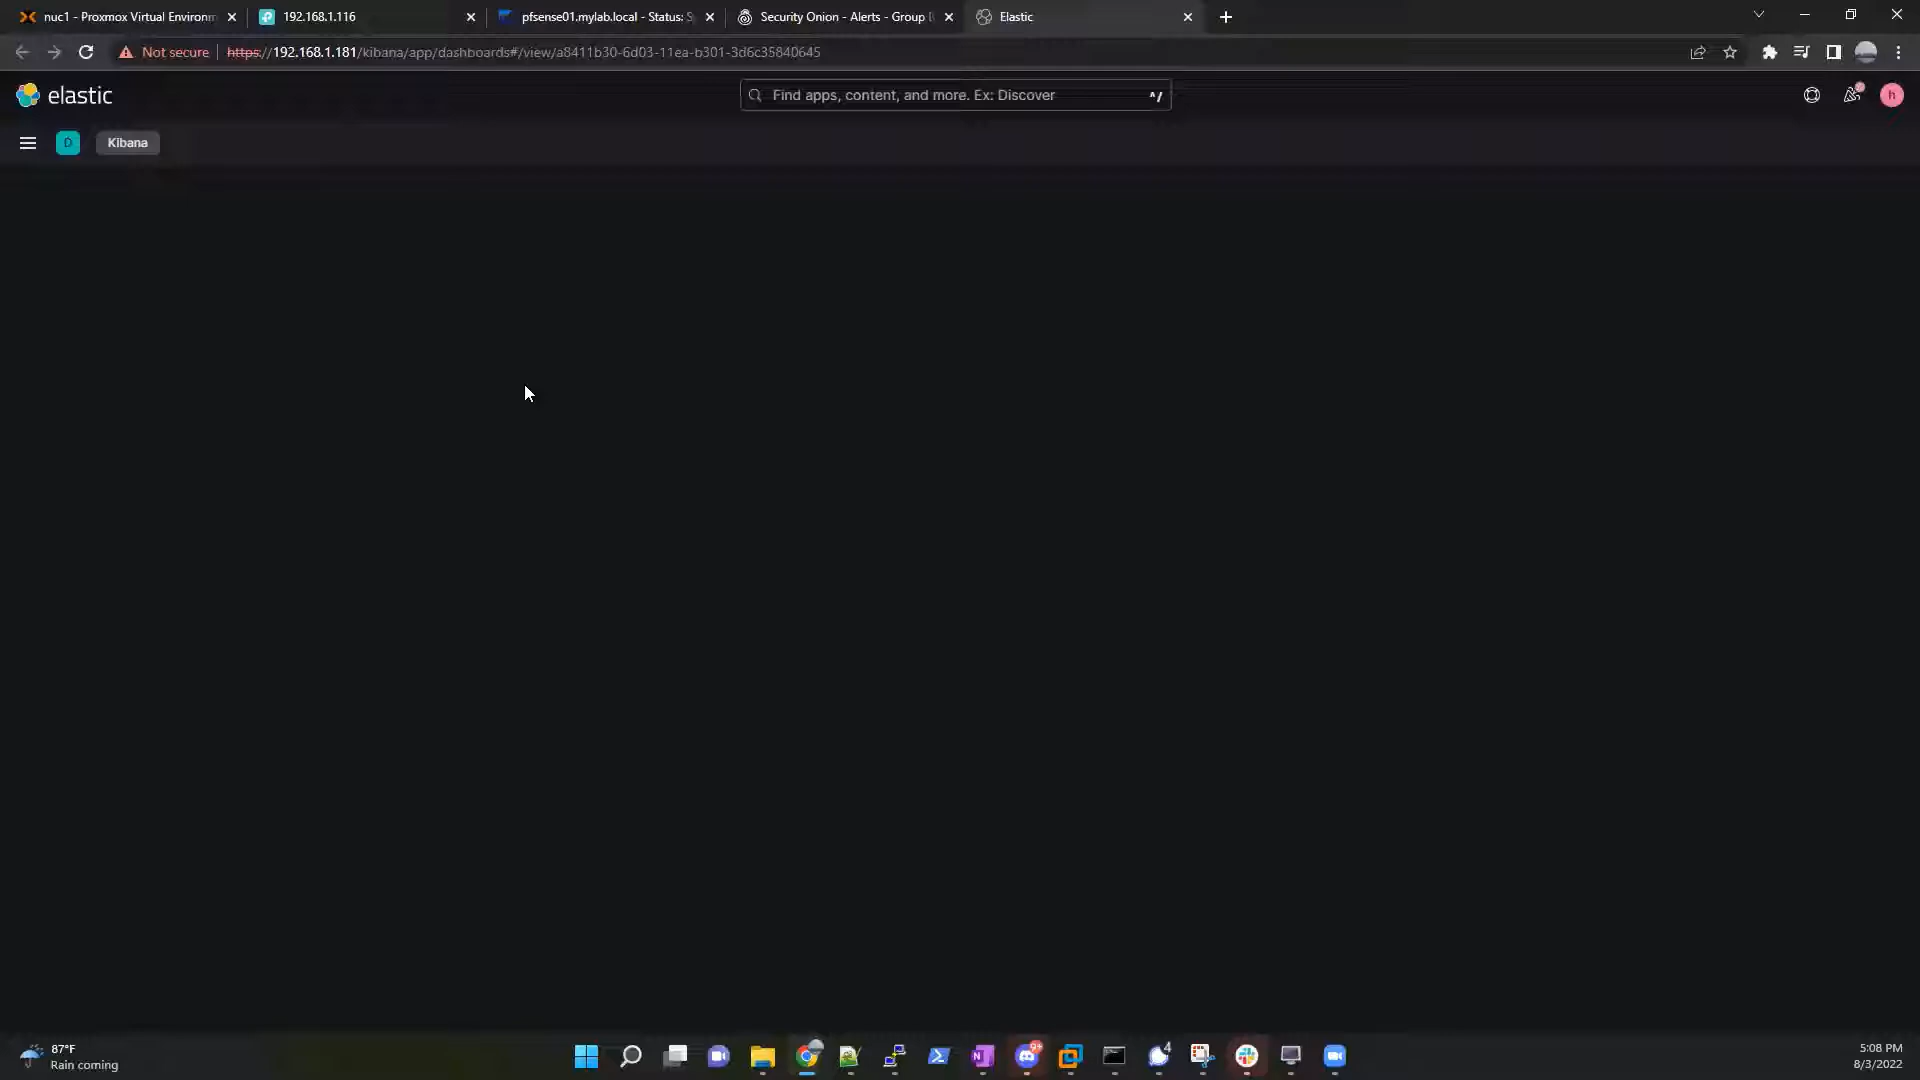 nuc1 - Proxmox Virtual Environm
192.168.1.116
pfsense01.mylab.local - Status: S
Security Onion - Alerts - Group
Elastic
Not secure
https://192.168.1.181/kibana/app/dashboards#/view/a8411b30-6d03-11ea-b301-3d6c35840645
elastic
Find apps, content, and more. Ex: Discover
^/
h
D
Kibana
87°F
Rain coming
N
9+
4
5:08 PM
8/3/2022